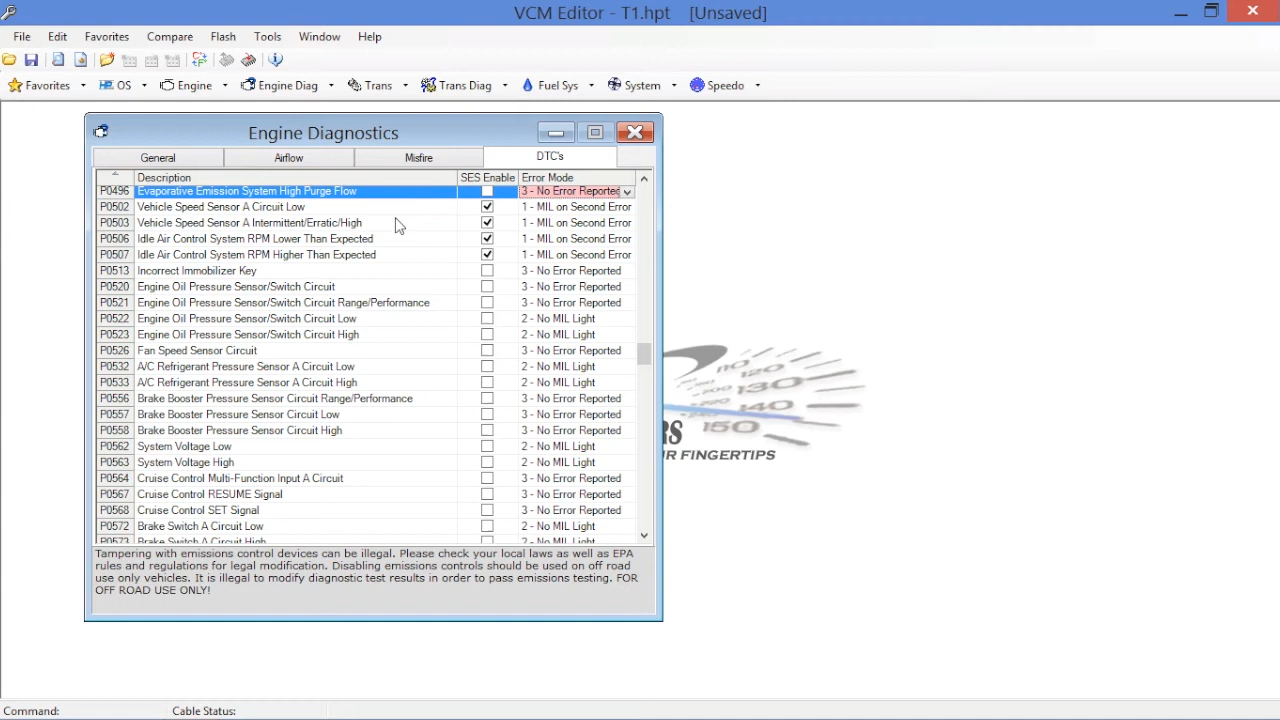 VCM Editor - T1.hpt [Unsaved]
File Edit Favorites Compare Flash Tools Window Help
Favorites OS Engine Engine Diag Trans Trans Diag Fuel Sys System Speedo
Engine Diagnostics
General Airflow Misfire DTC's
Description SES Enable Error Mode
P0496 Evaporative Emission System High Purge Flow 3 - No Error Reported
P0502 Vehicle Speed Sensor A Circuit Low 1 - MIL on Second Error
P0503 Vehicle Speed Sensor A Intermittent/Erratic/High 1 - MIL on Second Error
P0506 Idle Air Control System RPM Lower Than Expected 1 - MIL on Second Error
P0507 Idle Air Control System RPM Higher Than Expected 1 - MIL on Second Error
P0513 Incorrect Immobilizer Key 3 - No Error Reported
P0520 Engine Oil Pressure Sensor/Switch Circuit 3 - No Error Reported
P0521 Engine Oil Pressure Sensor/Switch Circuit Range/Performance 3 - No Error Reported
P0522 Engine Oil Pressure Sensor/Switch Circuit Low 2 - No MIL Light
P0523 Engine Oil Pressure Sensor/Switch Circuit High 2 - No MIL Light
P0526 Fan Speed Sensor Circuit 3 - No Error Reported
P0532 A/C Refrigerant Pressure Sensor A Circuit Low 2 - No MIL Light
P0533 A/C Refrigerant Pressure Sensor A Circuit High 2 - No MIL Light
P0556 Brake Booster Pressure Sensor Circuit Range/Performance 3 - No Error Reported
P0557 Brake Booster Pressure Sensor Circuit Low 3 - No Error Reported
P0558 Brake Booster Pressure Sensor Circuit High 3 - No Error Reported
P0562 System Voltage Low 2 - No MIL Light
P0563 System Voltage High 2 - No MIL Light
P0564 Cruise Control Multi-Function Input A Circuit 3 - No Error Reported
P0567 Cruise Control RESUME Signal 3 - No Error Reported
P0568 Cruise Control SET Signal 3 - No Error Reported
P0572 Brake Switch A Circuit Low 2 - No MIL Light
P0573 Brake Switch A Circuit High 2 - No MIL Light
Tampering with emissions control devices can be illegal. Please check your local laws as well as EPA
rules and regulations for legal modification. Disabling emissions controls should be used on off road
use only vehicles. It is illegal to modify diagnostic test results in order to pass emissions testing. FOR
OFF ROAD USE ONLY!
110
120
130
140
150
RS
UR FINGERTIPS
Command: Cable Status: